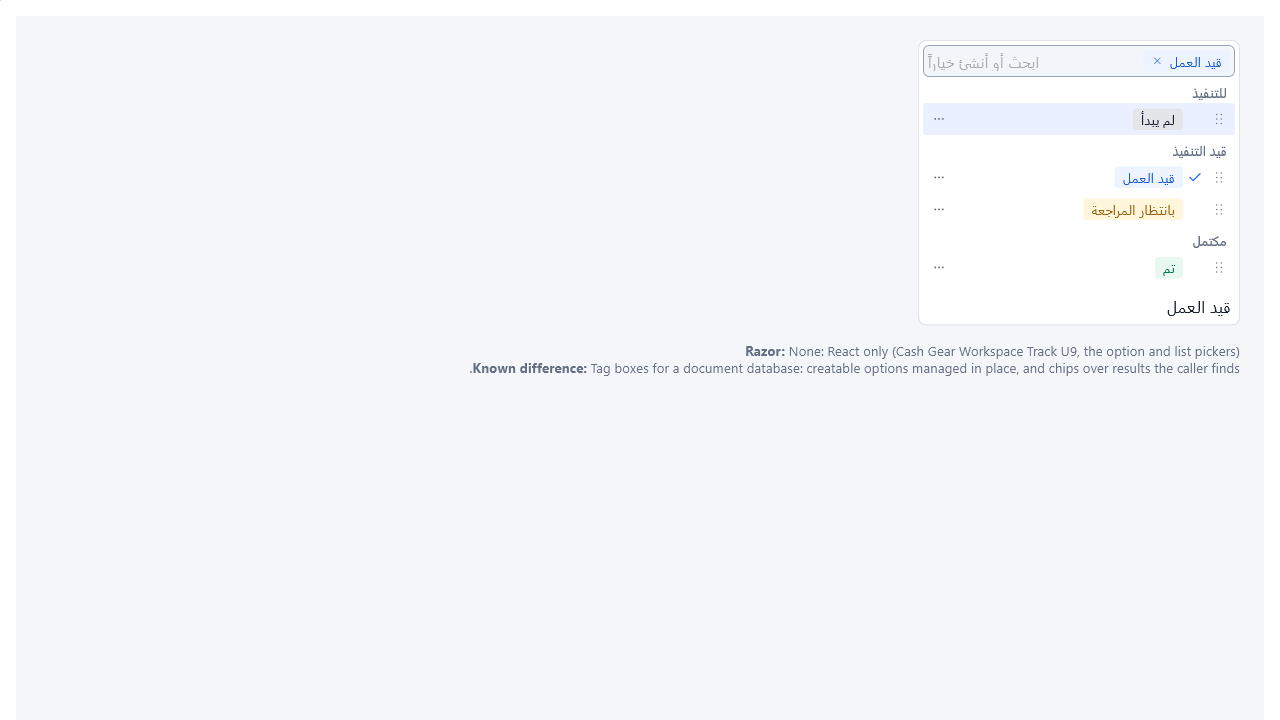 قيد العمل × ابحث أو أنشئ خياراً
للتنفيذ
لم يبدأ
قيد التنفيذ
قيد العمل
بانتظار المراجعة
مكتمل
تم
قيد العمل
Razor: None: React only (Cash Gear Workspace Track U9, the option and list pickers)
Known difference: Tag boxes for a document database: creatable options managed in place, and chips over results the caller finds.